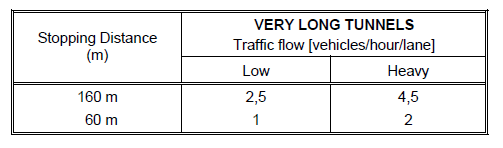 Stopping Distance
(m)
VERY LONG TUNNELS
Traffic flow [vehicles/hour/lane]
Low
Heavy
160 m
2,5
4,5
60 m
1
2